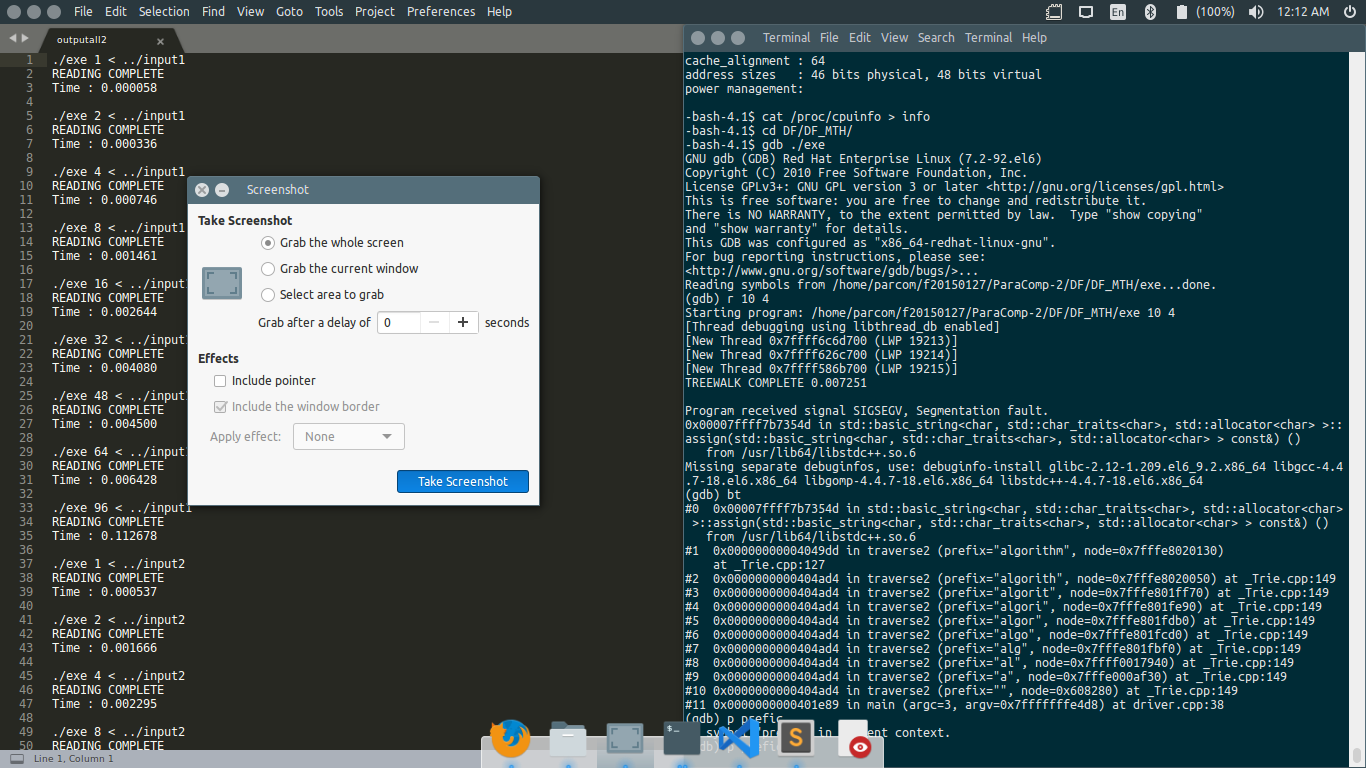 File Edit Selection Find View Goto Tools Project Preferences Help
En (100%) 12:12 AM
outputall2
1 ./exe 1 < ../input1
2 READING COMPLETE
3 Time : 0.000058
4
5 ./exe 2 < ../input1
6 READING COMPLETE
7 Time : 0.000336
8
9 ./exe 4 < ../input1
10 READING COMPLETE
11 Time : 0.000746
12
13 ./exe 8 < ../input1
14 READING COMPLETE
15 Time : 0.001461
16
17 ./exe 16 < ../input
18 READING COMPLETE
19 Time : 0.002644
20
21 ./exe 32 < ../input
22 READING COMPLETE
23 Time : 0.004080
24
25 ./exe 48 < ../input
26 READING COMPLETE
27 Time : 0.004500
28
29 ./exe 64 < ../input
30 READING COMPLETE
31 Time : 0.006428
32
33 ./exe 96 < ../input1
34 READING COMPLETE
35 Time : 0.112678
36
37 ./exe 1 < ../input2
38 READING COMPLETE
39 Time : 0.000537
40
41 ./exe 2 < ../input2
42 READING COMPLETE
43 Time : 0.001666
44
45 ./exe 4 < ../input2
46 READING COMPLETE
47 Time : 0.002295
48
49 ./exe 8 < ../input2
50 READING COMPLETE
Line 1, Column 1
Screenshot
Take Screenshot
Grab the whole screen
Grab the current window
Select area to grab
Grab after a delay of 0 − + seconds
Effects
Include pointer
Include the window border
Apply effect: None
Take Screenshot
Terminal File Edit View Search Terminal Help
cache_alignment : 64
address sizes : 46 bits physical, 48 bits virtual
power management:
-bash-4.1$ cat /proc/cpuinfo > info
-bash-4.1$ cd DF/DF_MTH/
-bash-4.1$ gdb ./exe
GNU gdb (GDB) Red Hat Enterprise Linux (7.2-92.el6)
Copyright (C) 2010 Free Software Foundation, Inc.
License GPLv3+: GNU GPL version 3 or later <http://gnu.org/licenses/gpl.html>
This is free software: you are free to change and redistribute it.
There is NO WARRANTY, to the extent permitted by law.  Type "show copying"
and "show warranty" for details.
This GDB was configured as "x86_64-redhat-linux-gnu".
For bug reporting instructions, please see:
<http://www.gnu.org/software/gdb/bugs/>...
Reading symbols from /home/parcom/f20150127/ParaComp-2/DF/DF_MTH/exe...done.
(gdb) r 10 4
Starting program: /home/parcom/f20150127/ParaComp-2/DF/DF_MTH/exe 10 4
[Thread debugging using libthread_db enabled]
[New Thread 0x7ffff6c6d700 (LWP 19213)]
[New Thread 0x7ffff626c700 (LWP 19214)]
[New Thread 0x7ffff586b700 (LWP 19215)]
TREEWALK COMPLETE 0.007251
Program received signal SIGSEGV, Segmentation fault.
0x00007ffff7b7354d in std::basic_string<char, std::char_traits<char>, std::allocator<char> >::
assign(std::basic_string<char, std::char_traits<char>, std::allocator<char> > const&) ()
from /usr/lib64/libstdc++.so.6
Missing separate debuginfos, use: debuginfo-install glibc-2.12-1.209.el6_9.2.x86_64 libgcc-4.4
.7-18.el6.x86_64 libgomp-4.4.7-18.el6.x86_64 libstdc++-4.4.7-18.el6.x86_64
(gdb) bt
#0 0x00007ffff7b7354d in std::basic_string<char, std::char_traits<char>, std::allocator<char>
>::assign(std::basic_string<char, std::char_traits<char>, std::allocator<char> > const&) ()
from /usr/lib64/libstdc++.so.6
#1 0x00000000004049dd in traverse2 (prefix="algorithm", node=0x7fffe8020130)
at _Trie.cpp:127
#2 0x0000000000404ad4 in traverse2 (prefix="algorith", node=0x7fffe8020050) at _Trie.cpp:149
#3 0x0000000000404ad4 in traverse2 (prefix="algorit", node=0x7fffe801ff70) at _Trie.cpp:149
#4 0x0000000000404ad4 in traverse2 (prefix="algori", node=0x7fffe801fe90) at _Trie.cpp:149
#5 0x0000000000404ad4 in traverse2 (prefix="algor", node=0x7fffe801fdb0) at _Trie.cpp:149
#6 0x0000000000404ad4 in traverse2 (prefix="algo", node=0x7fffe801fcd0) at _Trie.cpp:149
#7 0x0000000000404ad4 in traverse2 (prefix="alg", node=0x7fffe801fbf0) at _Trie.cpp:149
#8 0x0000000000404ad4 in traverse2 (prefix="al", node=0x7ffff0017940) at _Trie.cpp:149
#9 0x0000000000404ad4 in traverse2 (prefix="a", node=0x7fffe000af30) at _Trie.cpp:149
#10 0x0000000000404ad4 in traverse2 (prefix="", node=0x608280) at _Trie.cpp:149
#11 0x0000000000401e89 in main (argc=3, argv=0x7fffffffe4d8) at driver.cpp:38
(gdb) p prefic
in context.